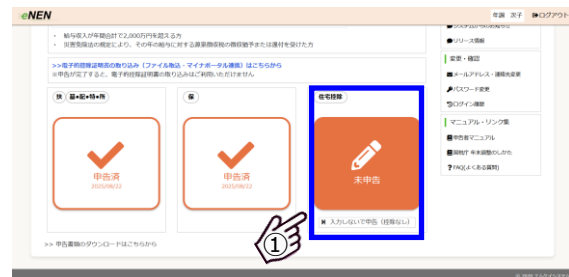 eNEN
年調 次子 ログアウト
・ 給与収入が年間合計で2,000万円を超える方
・ 災害免除法の規定により、その年の給与に対する源泉徴収税の徴収猶予または還付を受けた方
リリース情報
>>電子的控除証明書の取り込み（ファイル取込・マイナポータル連携）はこちらから
※申告が完了すると、電子的控除証明書の取り込みはご利用いただけません
変更・確認
メールアドレス・連絡先変更
パスワード変更
ログイン履歴
扶 基・配・特・所
保
住宅控除
マニュアル・リンク集
申告者マニュアル
国税庁 年末調整のしかた
?FAQ(よくある質問)
申告済
2025/08/22
申告済
2025/08/22
未申告
入力しないで申告（控除なし）
①
>> 申告書類のダウンロードはこちらから